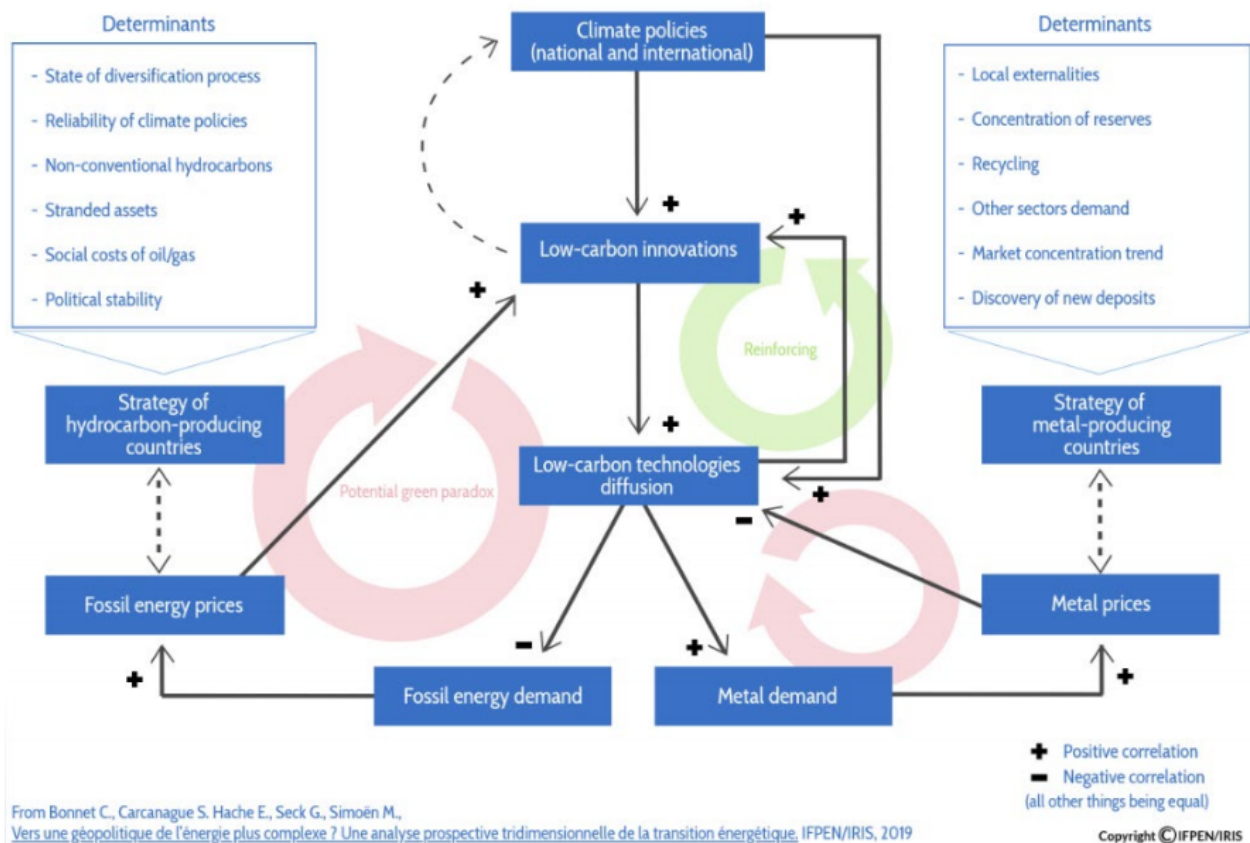 Determinants
- State of diversification process
- Reliability of climate policies
- Non-conventional hydrocarbons
- Stranded assets
- Social costs of oil/gas
- Political stability
Climate policies
(national and international)
Determinants
- Local externalities
- Concentration of reserves
- Recycling
- Other sectors demand
- Market concentration trend
- Discovery of new deposits
+
+
Low-carbon innovations
+
Reinforcing
Strategy of
hydrocarbon-producing
countries
+
Strategy of
metal-producing
countries
Potential green paradox
Low-carbon technologies
diffusion
+
-
Fossil energy prices
Metal prices
-
+
+
Fossil energy demand
Metal demand
+
+ Positive correlation
- Negative correlation
(all other things being equal)
From Bonnet C., Carcanague S. Hache E., Seck G., Simoën M.,
Vers une géopolitique de l'énergie plus complexe ? Une analyse prospective tridimensionnelle de la transition énergétique. IFPEN/IRIS, 2019
Copyright ©IFPEN/IRIS